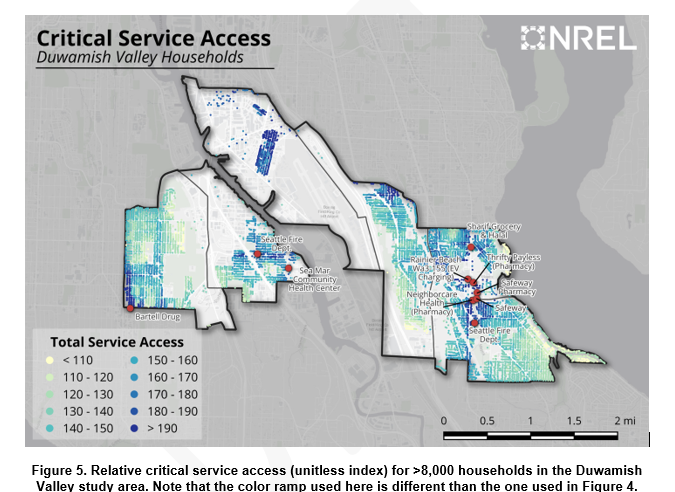 Critical Service Access
Duwamish Valley Households
NREL
Sharif Grocery
& Halal
Thrifty Payless
(Pharmacy)
Rainier Beach
EV
Charging)
Safeway
Pharmacy
Neighborcare
Health
(Pharmacy)
Safeway
Seattle Fire
Dept
Seattle Fire
Dept
Sea Mar
Community
Health Center
Bartell Drug
Total Service Access
< 110
110 - 120
120 - 130
130 - 140
140 - 150
150 - 160
160 - 170
170 - 180
180 - 190
> 190
0 0.5 1 1.5 2 mi
Figure 5. Relative critical service access (unitless index) for >8,000 households in the Duwamish
Valley study area. Note that the color ramp used here is different than the one used in Figure 4.